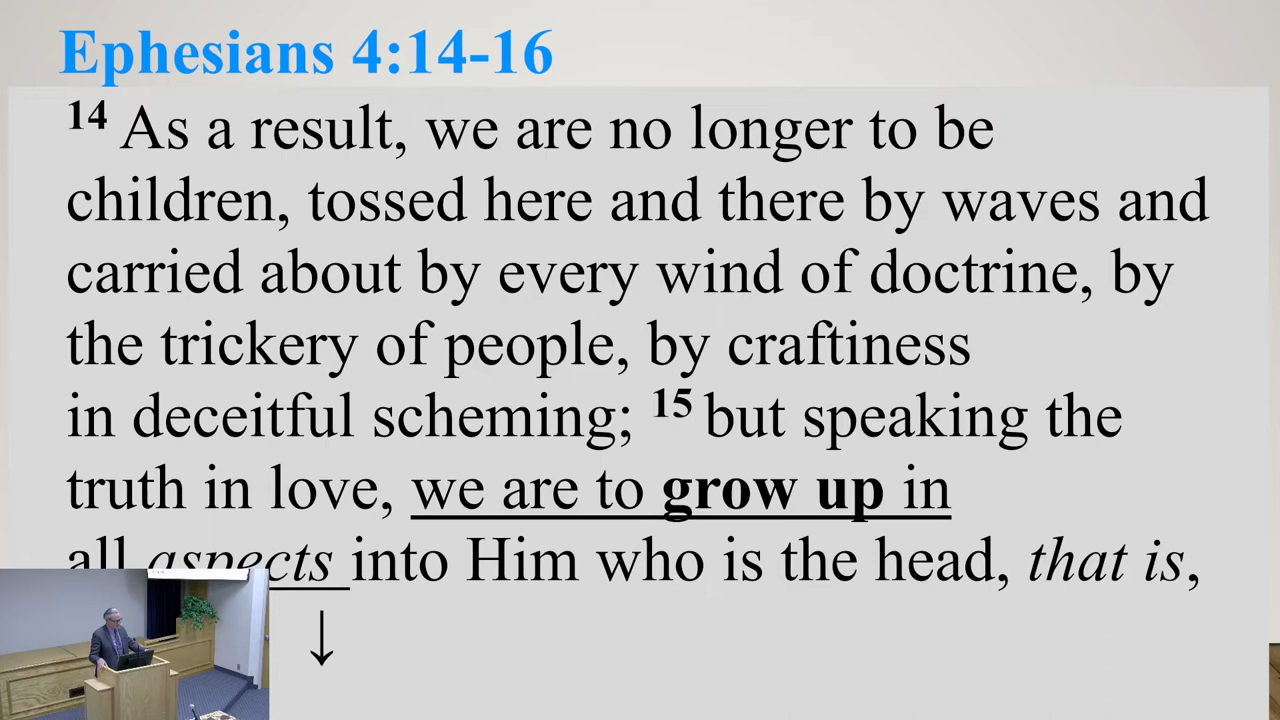 Ephesians 4:14-16
14 As a result, we are no longer to be
children, tossed here and there by waves and
carried about by every wind of doctrine, by
the trickery of people, by craftiness
in deceitful scheming; 15 but speaking the
truth in love, we are to grow up in
all aspects into Him who is the head, that is,
↓